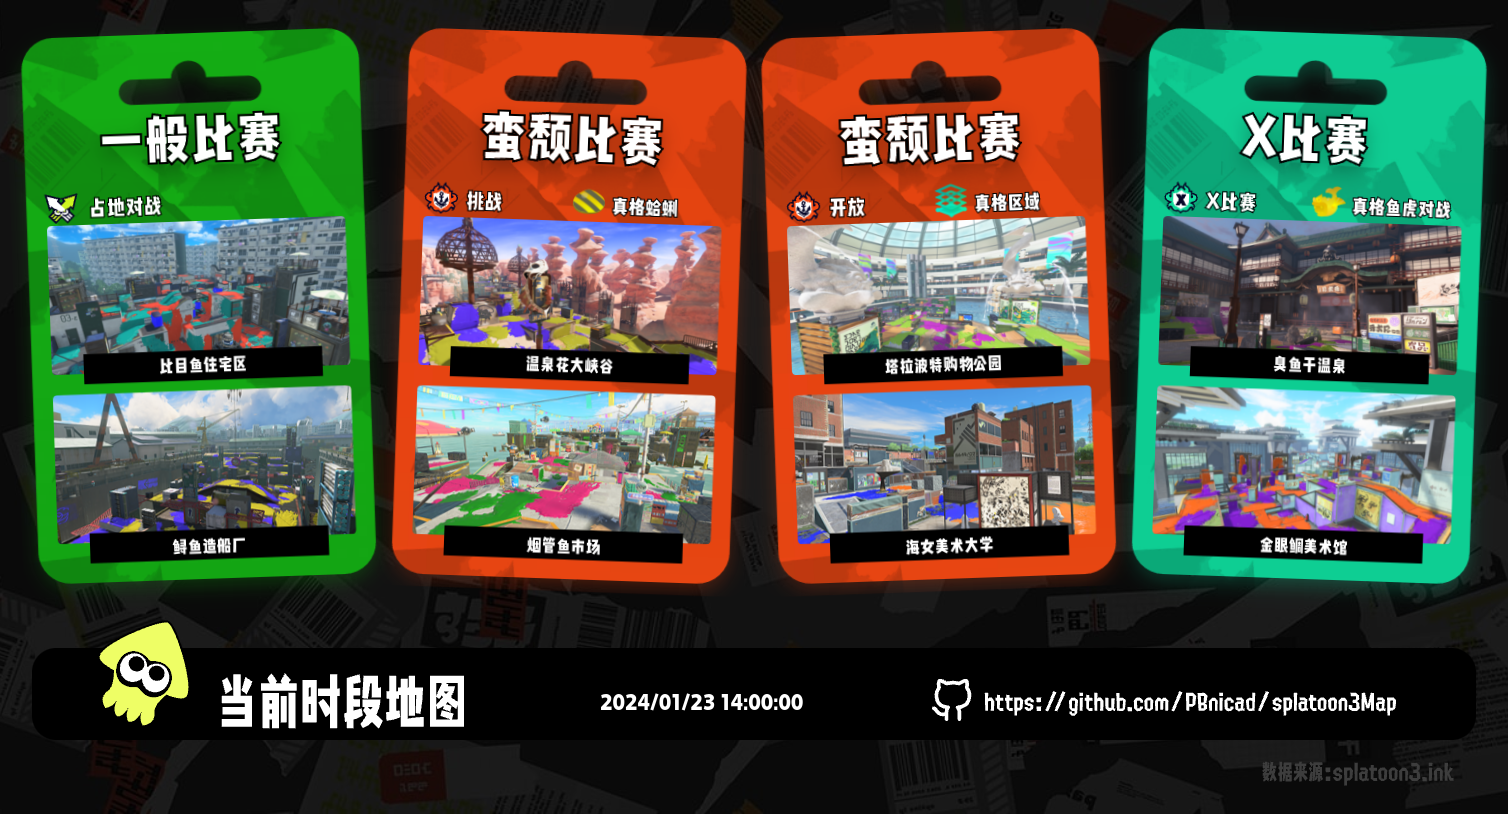 一般比赛
占地对战
比目鱼住宅区
鲟鱼造船厂
蛮颓比赛
挑战
真格蛤蜊
温泉花大峡谷
烟管鱼市场
蛮颓比赛
开放
真格区域
塔拉波特购物公园
海女美术大学
X比赛
X比赛
真格鱼虎对战
臭鱼干温泉
金眼鲷美术馆
当前时段地图
2024/01/23 14:00:00
https://github.com/PBnicad/splatoon3Map
数据来源:splatoon3.ink